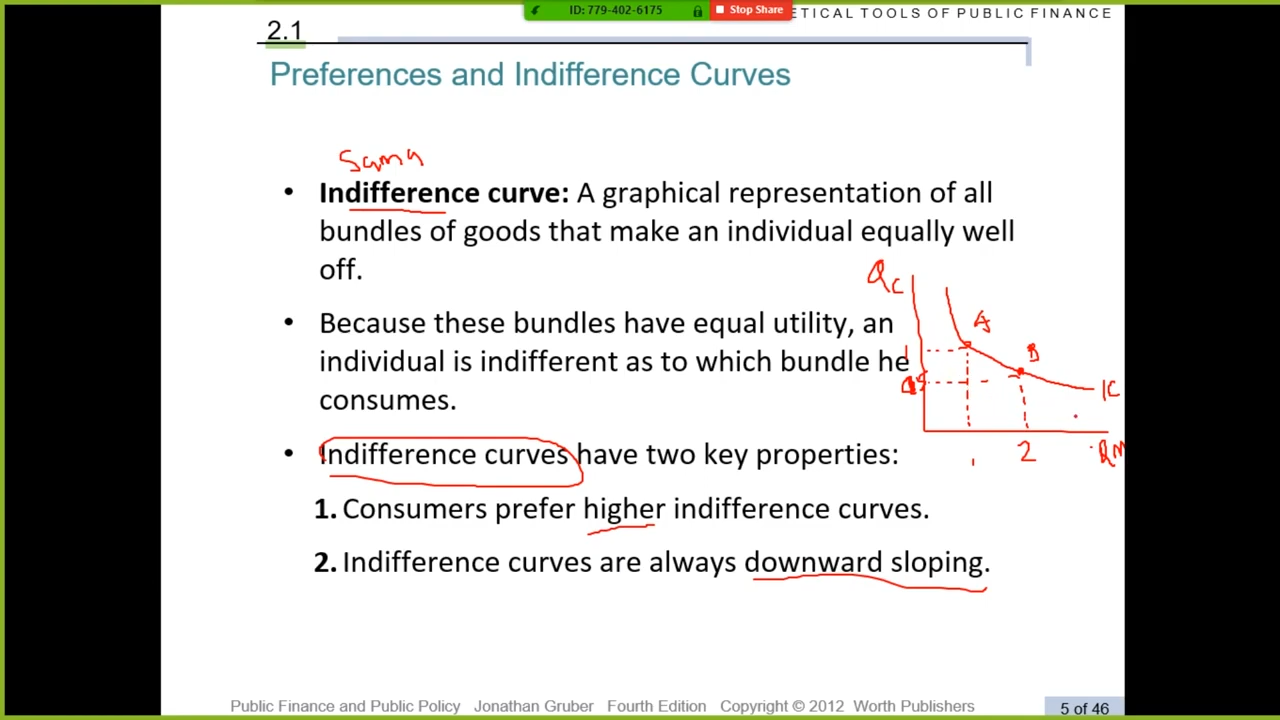 ID: 779-402-6175
Stop Share
ETICAL TOOLS OF PUBLIC FINANCE
2.1
Preferences and Indifference Curves
Sama
• Indifference curve: A graphical representation of all
bundles of goods that make an individual equally well
off.
• Because these bundles have equal utility, an
individual is indifferent as to which bundle he
consumes.
• Indifference curves have two key properties:
1. Consumers prefer higher indifference curves.
2. Indifference curves are always downward sloping.
QC
A
B
1
IC
1
2
QM
Public Finance and Public Policy Jonathan Gruber Fourth Edition Copyright © 2012 Worth Publishers
5 of 46